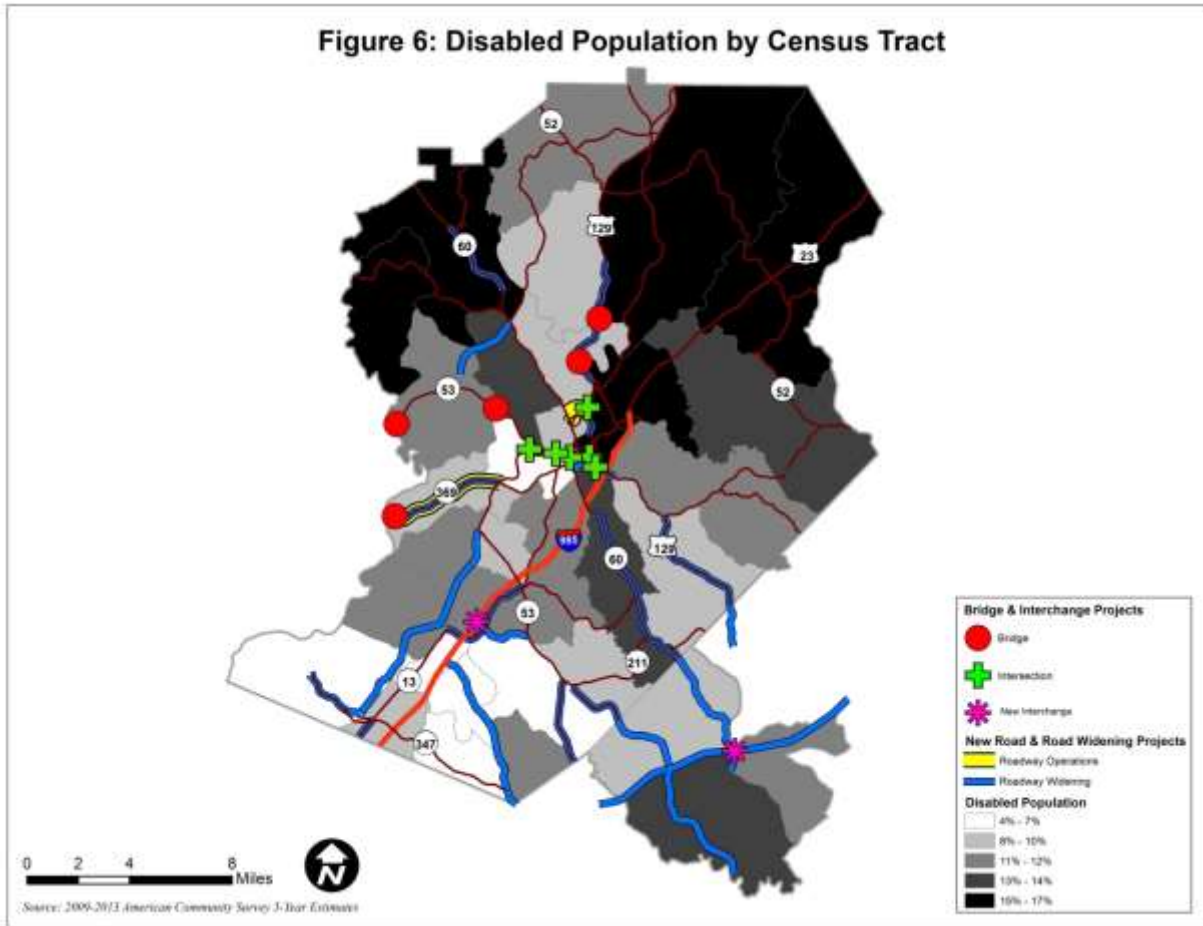 Figure 6: Disabled Population by Census Tract
52
129
60
23
53
52
369
985
129
60
53
211
13
347
Bridge & Interchange Projects
Bridge
Intersection
New Interchange
New Road & Road Widening Projects
Roadway Operations
Roadway Widening
Disabled Population
4% - 7%
8% - 10%
11% - 12%
13% - 14%
15% - 17%
0 2 4 8
Miles
N
Source: 2009-2013 American Community Survey 5-Year Estimates